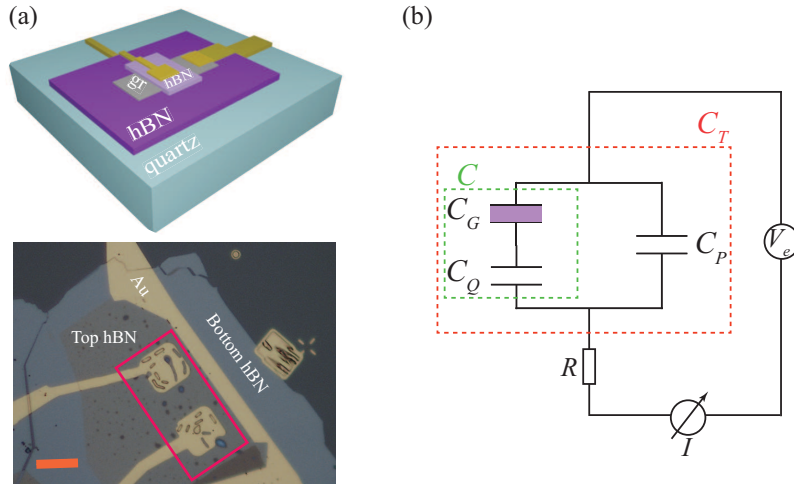 (a)
gr
hBN
hBN
quartz
Au
Top hBN
Bottom hBN
(b)
C_T
C
C_G
C_Q
C_P
V_e
R
I